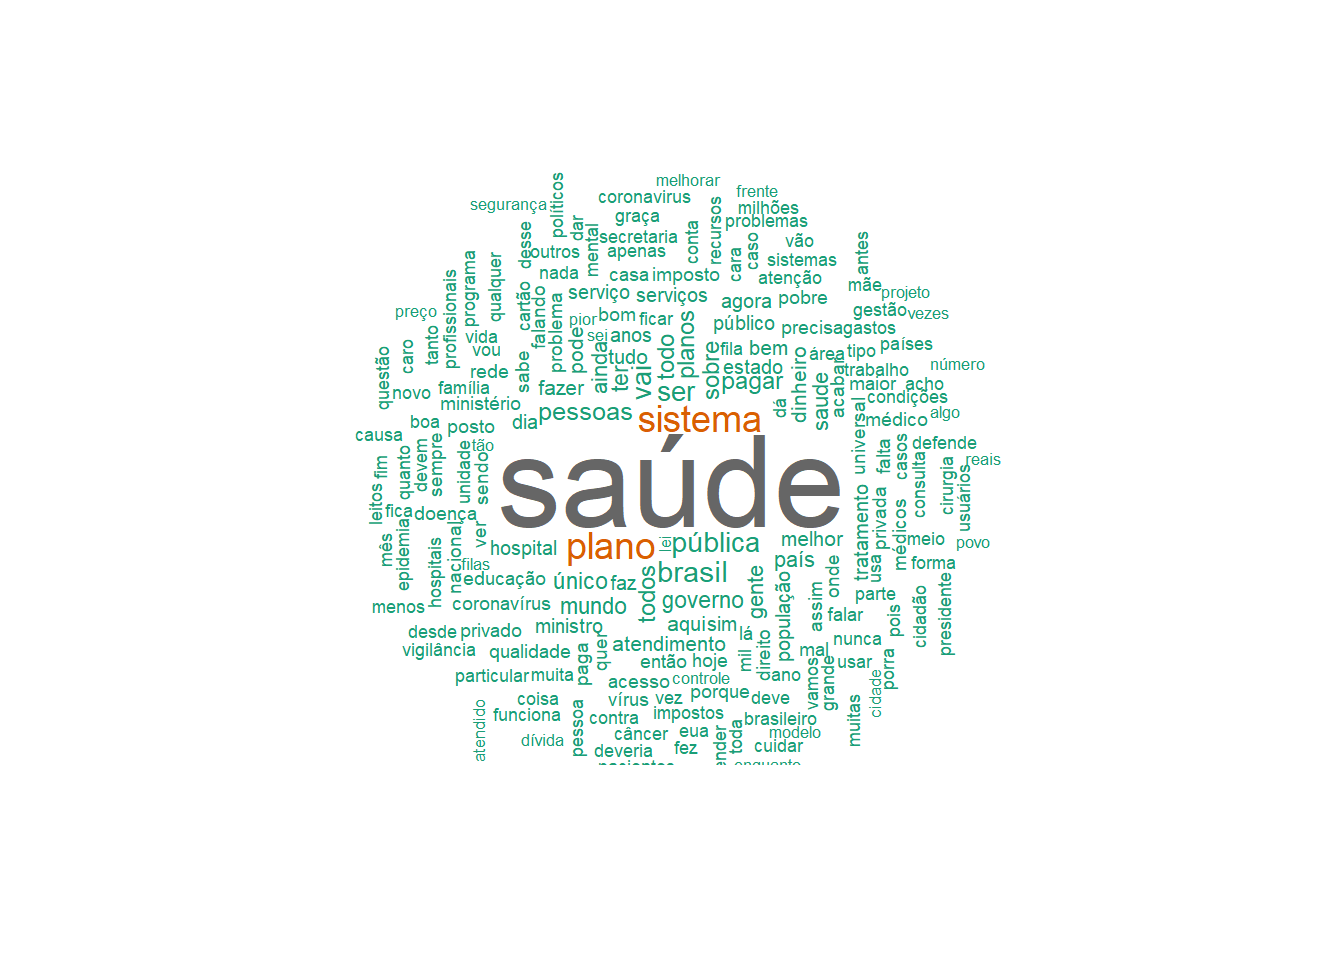 melhorar
políticos
frente
segurança
coronavirus
milhões
graça
dar
recursos
problemas
secretaria
mental
desse
conta
vão
outros
apenas
caso
cara
sistemas
antes
nada
casa
imposto
atenção
mãe
projeto
profissionais
programa
qualquer
serviço
serviços
agora
pobre
cartão
falando
problema
preço
pior
bom
ficar
público
precisa
gastos
gestão
vezes
vida
vou
sei
anos
todo
planos
sobre
fila
bem
área
tipo
países
tanto
caro
questão
rede
sabe
pode
ainda
tudo
ter
vai
estado
trabalho
número
novo
família
fazer
ser
pagar
dinheiro
saude
acabar
maior
acho
ministério
pessoas
sistema
dá
condições
boa
posto
dia
médico
algo
causa
tão
universal
falta
casos
defende
fim
leitos
quanto
devem
sempre
unidade
sendo
saúde
consulta
cirurgia
usuários
reais
fica
doença
ver
tratamento
privada
médicos
mês
epidemia
hospitais
nacional
hospital
plano
lei
pública
melhor
meio
povo
filas
educação
único
faz
brasil
país
usa
forma
menos
coronavírus
mundo
todos
governo
gente
população
assim
onde
parte
desde
privado
ministro
aqui
sim
falar
pois
cidadão
presidente
vigilância
qualidade
quer
atendimento
lá
direito
mal
nunca
então
hoje
mil
usar
porra
particular
muita
paga
acesso
controle
dano
vamos
grande
cidade
coisa
vírus
vez
porque
deve
muitas
atendido
funciona
pessoa
contra
impostos
brasileiro
dívida
câncer
eua
toda
modelo
deveria
fez
cuidar